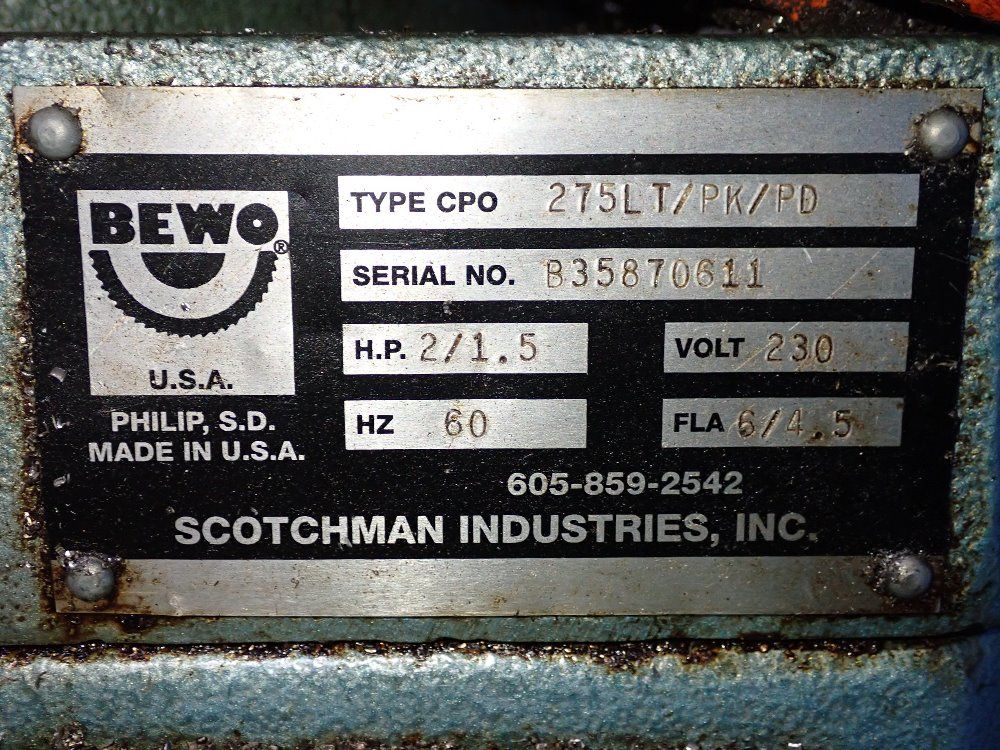 BEWO®
U.S.A.
PHILIP, S.D.
MADE IN U.S.A.
TYPE CPO 275LT/PK/PD
SERIAL NO. B35870611
H.P. 2/1.5 VOLT 230
HZ 60 FLA 6/4.5
605-859-2542
SCOTCHMAN INDUSTRIES, INC.